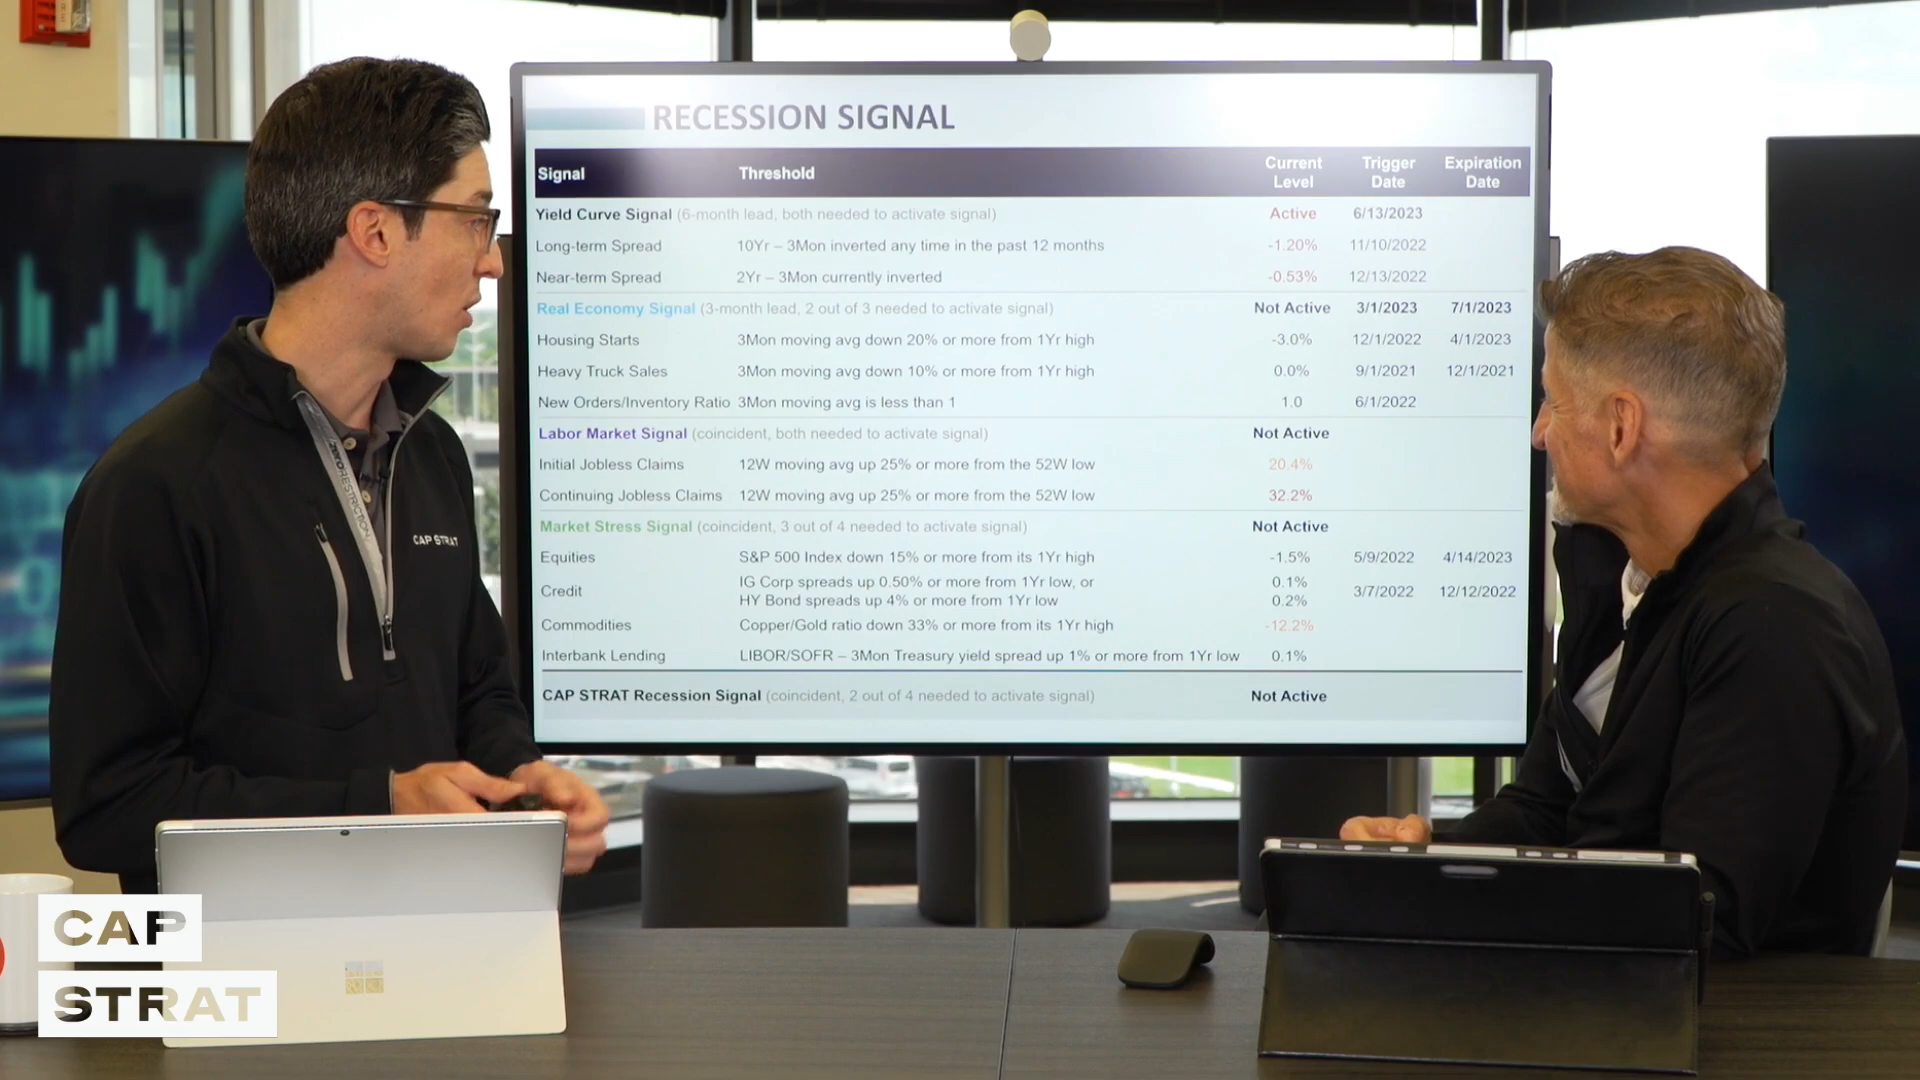 RECESSION SIGNAL
Signal Threshold Current Level Trigger Date Expiration Date
Yield Curve Signal (6-month lead, both needed to activate signal) Active 6/13/2023
Long-term Spread 10Yr – 3Mon inverted any time in the past 12 months -1.20% 11/10/2022
Near-term Spread 2Yr – 3Mon currently inverted -0.53% 12/13/2022
Real Economy Signal (3-month lead, 2 out of 3 needed to activate signal) Not Active 3/1/2023 7/1/2023
Housing Starts 3Mon moving avg down 20% or more from 1Yr high -3.0% 12/1/2022 4/1/2023
Heavy Truck Sales 3Mon moving avg down 10% or more from 1Yr high 0.0% 9/1/2021 12/1/2021
New Orders/Inventory Ratio 3Mon moving avg is less than 1 1.0 6/1/2022
Labor Market Signal (coincident, both needed to activate signal) Not Active
Initial Jobless Claims 12W moving avg up 25% or more from the 52W low 20.4%
Continuing Jobless Claims 12W moving avg up 25% or more from the 52W low 32.2%
Market Stress Signal (coincident, 3 out of 4 needed to activate signal) Not Active
Equities S&P 500 Index down 15% or more from its 1Yr high -1.5% 5/9/2022 4/14/2023
Credit IG Corp spreads up 0.50% or more from 1Yr low, or 0.1% 3/7/2022 12/12/2022
HY Bond spreads up 4% or more from 1Yr low 0.2%
Commodities Copper/Gold ratio down 33% or more from its 1Yr high -12.2%
Interbank Lending LIBOR/SOFR – 3Mon Treasury yield spread up 1% or more from 1Yr low 0.1%
CAP STRAT Recession Signal (coincident, 2 out of 4 needed to activate signal) Not Active
zeroRESTRICTION
CAP STRAT
CAP
STRAT